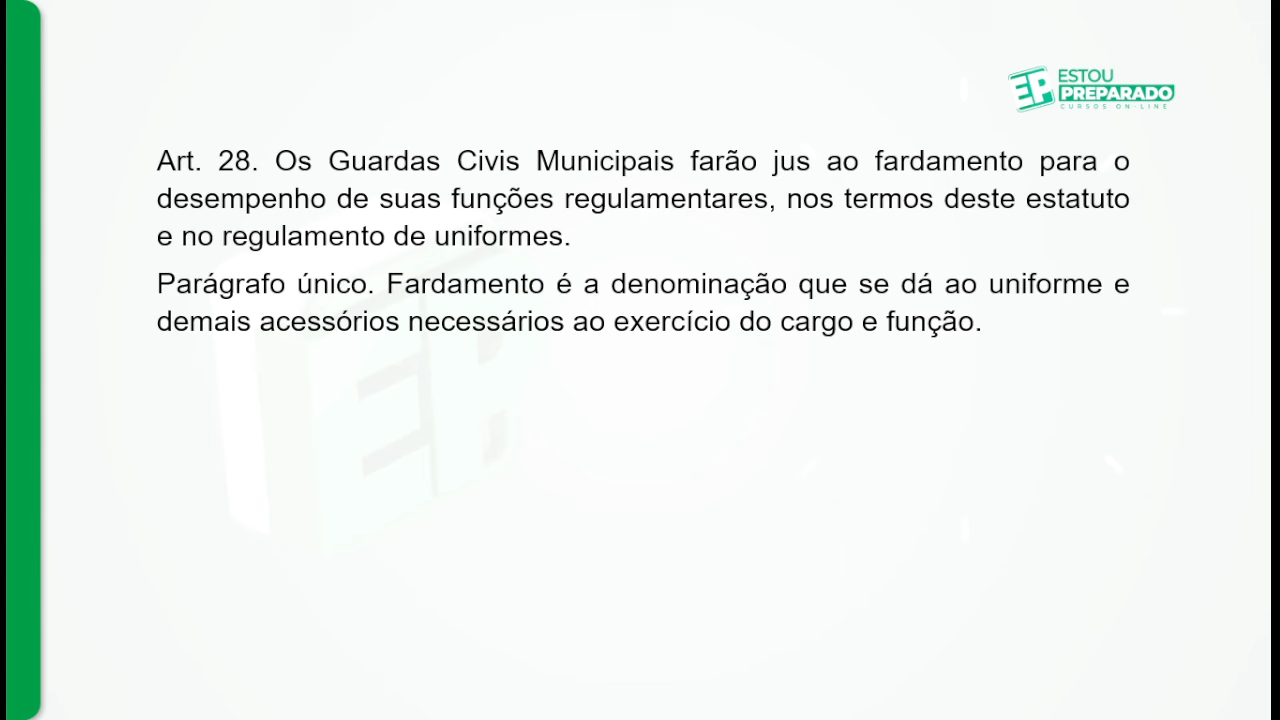 ESTOU
PREPARADO
CURSOS ON-LINE
Art. 28. Os Guardas Civis Municipais farão jus ao fardamento para o
desempenho de suas funções regulamentares, nos termos deste estatuto
e no regulamento de uniformes.
Parágrafo único. Fardamento é a denominação que se dá ao uniforme e
demais acessórios necessários ao exercício do cargo e função.